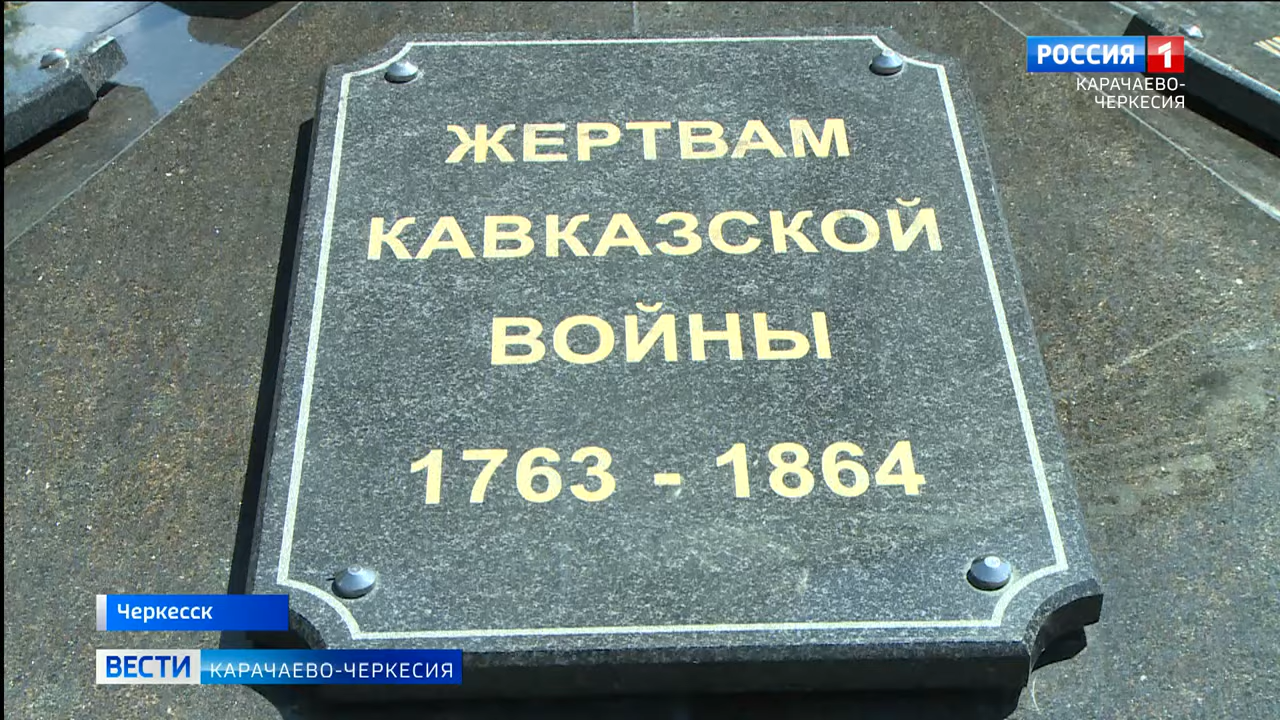 РОССИЯ 1
КАРАЧАЕВО-
ЧЕРКЕСИЯ
ЖЕРТВАМ
КАВКАЗСКОЙ
ВОЙНЫ
1763 - 1864
Черкесск
ВЕСТИ КАРАЧАЕВО-ЧЕРКЕСИЯ